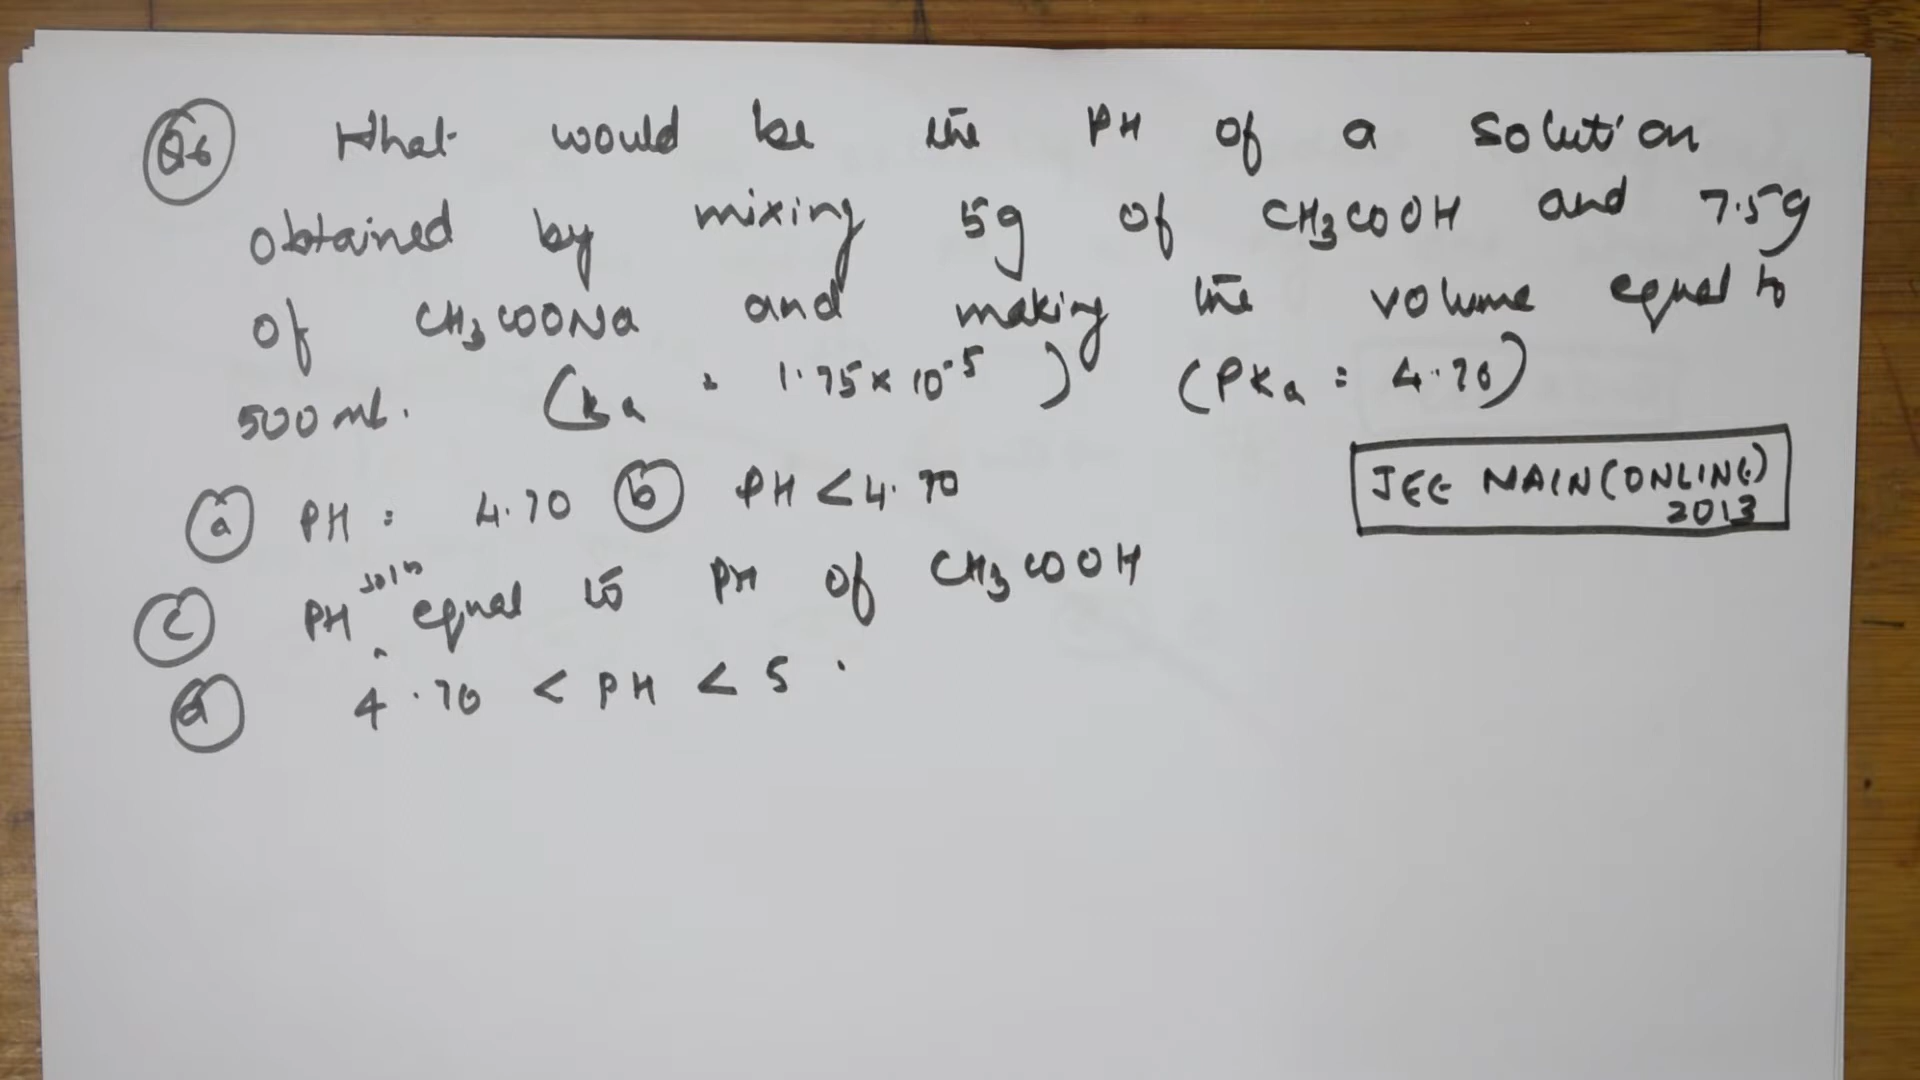 Q.6 What would be the PH of a solution
obtained by mixing 5g of CH3COOH and 7.5g
of CH3COONa and making the volume equal to
500 ml. (Ka = 1.75×10-5) (PKa = 4.70)
(a) PH = 4.70 (b) PH < 4.70
JEE MAIN(ONLINE)
2013
(c) PH soln equal to PH of CH3COOH
(d) 4.70 < PH < 5.